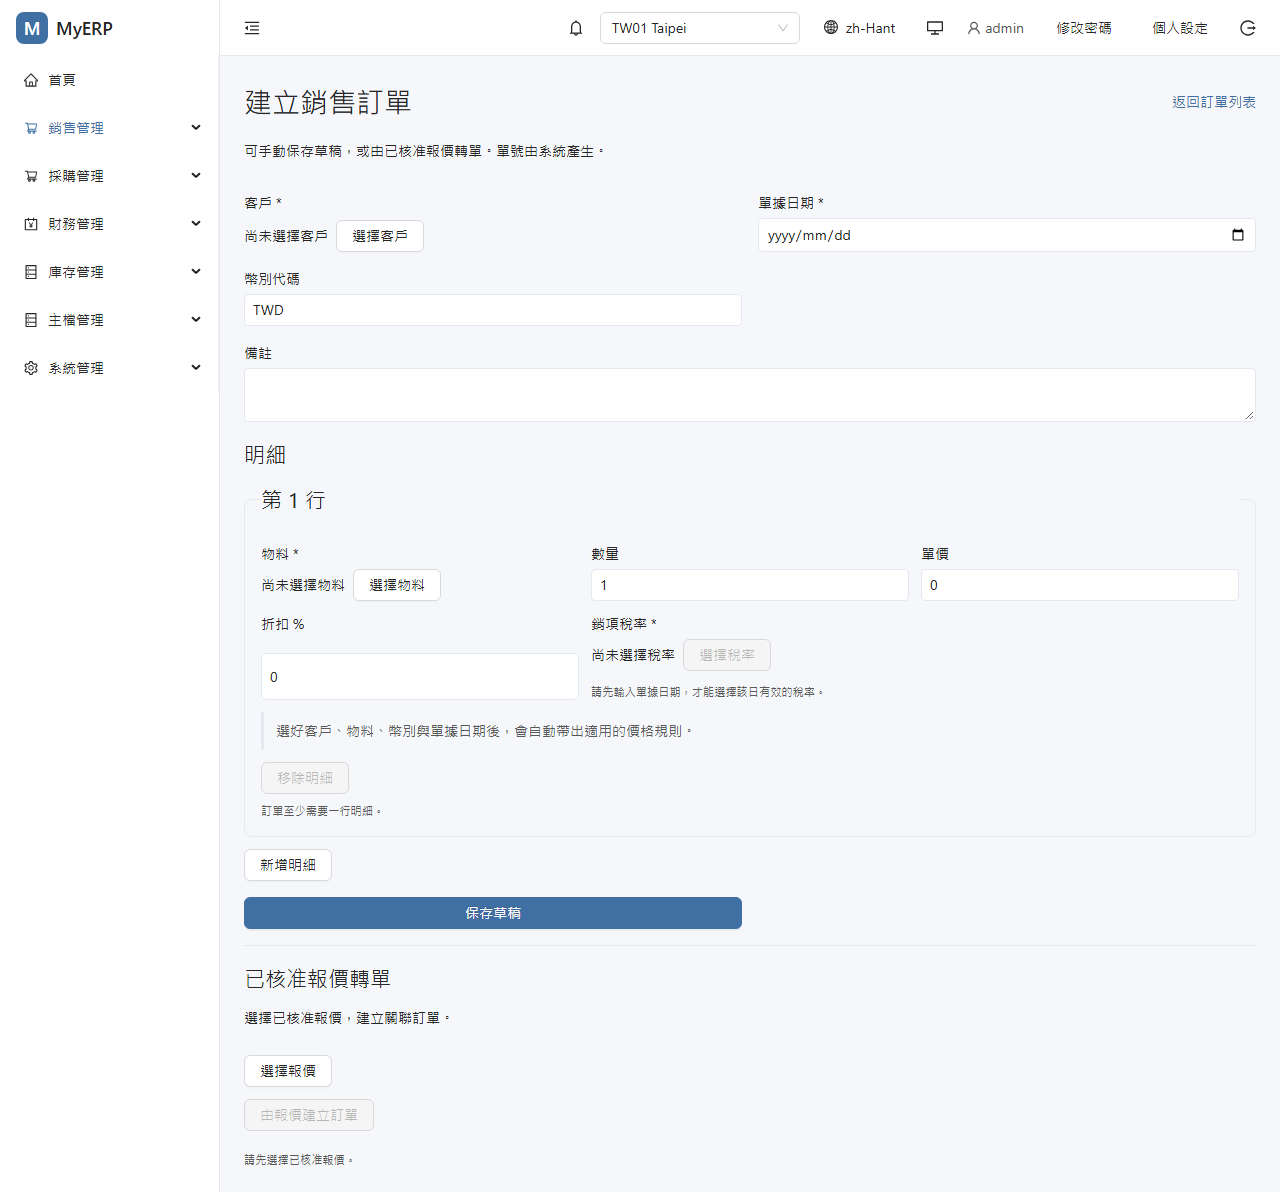 M MyERP
TW01 Taipei
zh-Hant
admin
修改密碼
個人設定
首頁
銷售管理
採購管理
財務管理
庫存管理
主檔管理
系統管理
建立銷售訂單
返回訂單列表
可手動保存草稿，或由已核准報價轉單。單號由系統產生。
客戶 *
單據日期 *
尚未選擇客戶
選擇客戶
yyyy/mm/dd
幣別代碼
TWD
備註
明細
第 1 行
物料 *
數量
單價
尚未選擇物料
選擇物料
1
0
折扣 %
銷項稅率 *
0
尚未選擇稅率
選擇稅率
請先輸入單據日期，才能選擇該日有效的稅率。
選好客戶、物料、幣別與單據日期後，會自動帶出適用的價格規則。
移除明細
訂單至少需要一行明細。
新增明細
保存草稿
已核准報價轉單
選擇已核准報價，建立關聯訂單。
選擇報價
由報價建立訂單
請先選擇已核准報價。